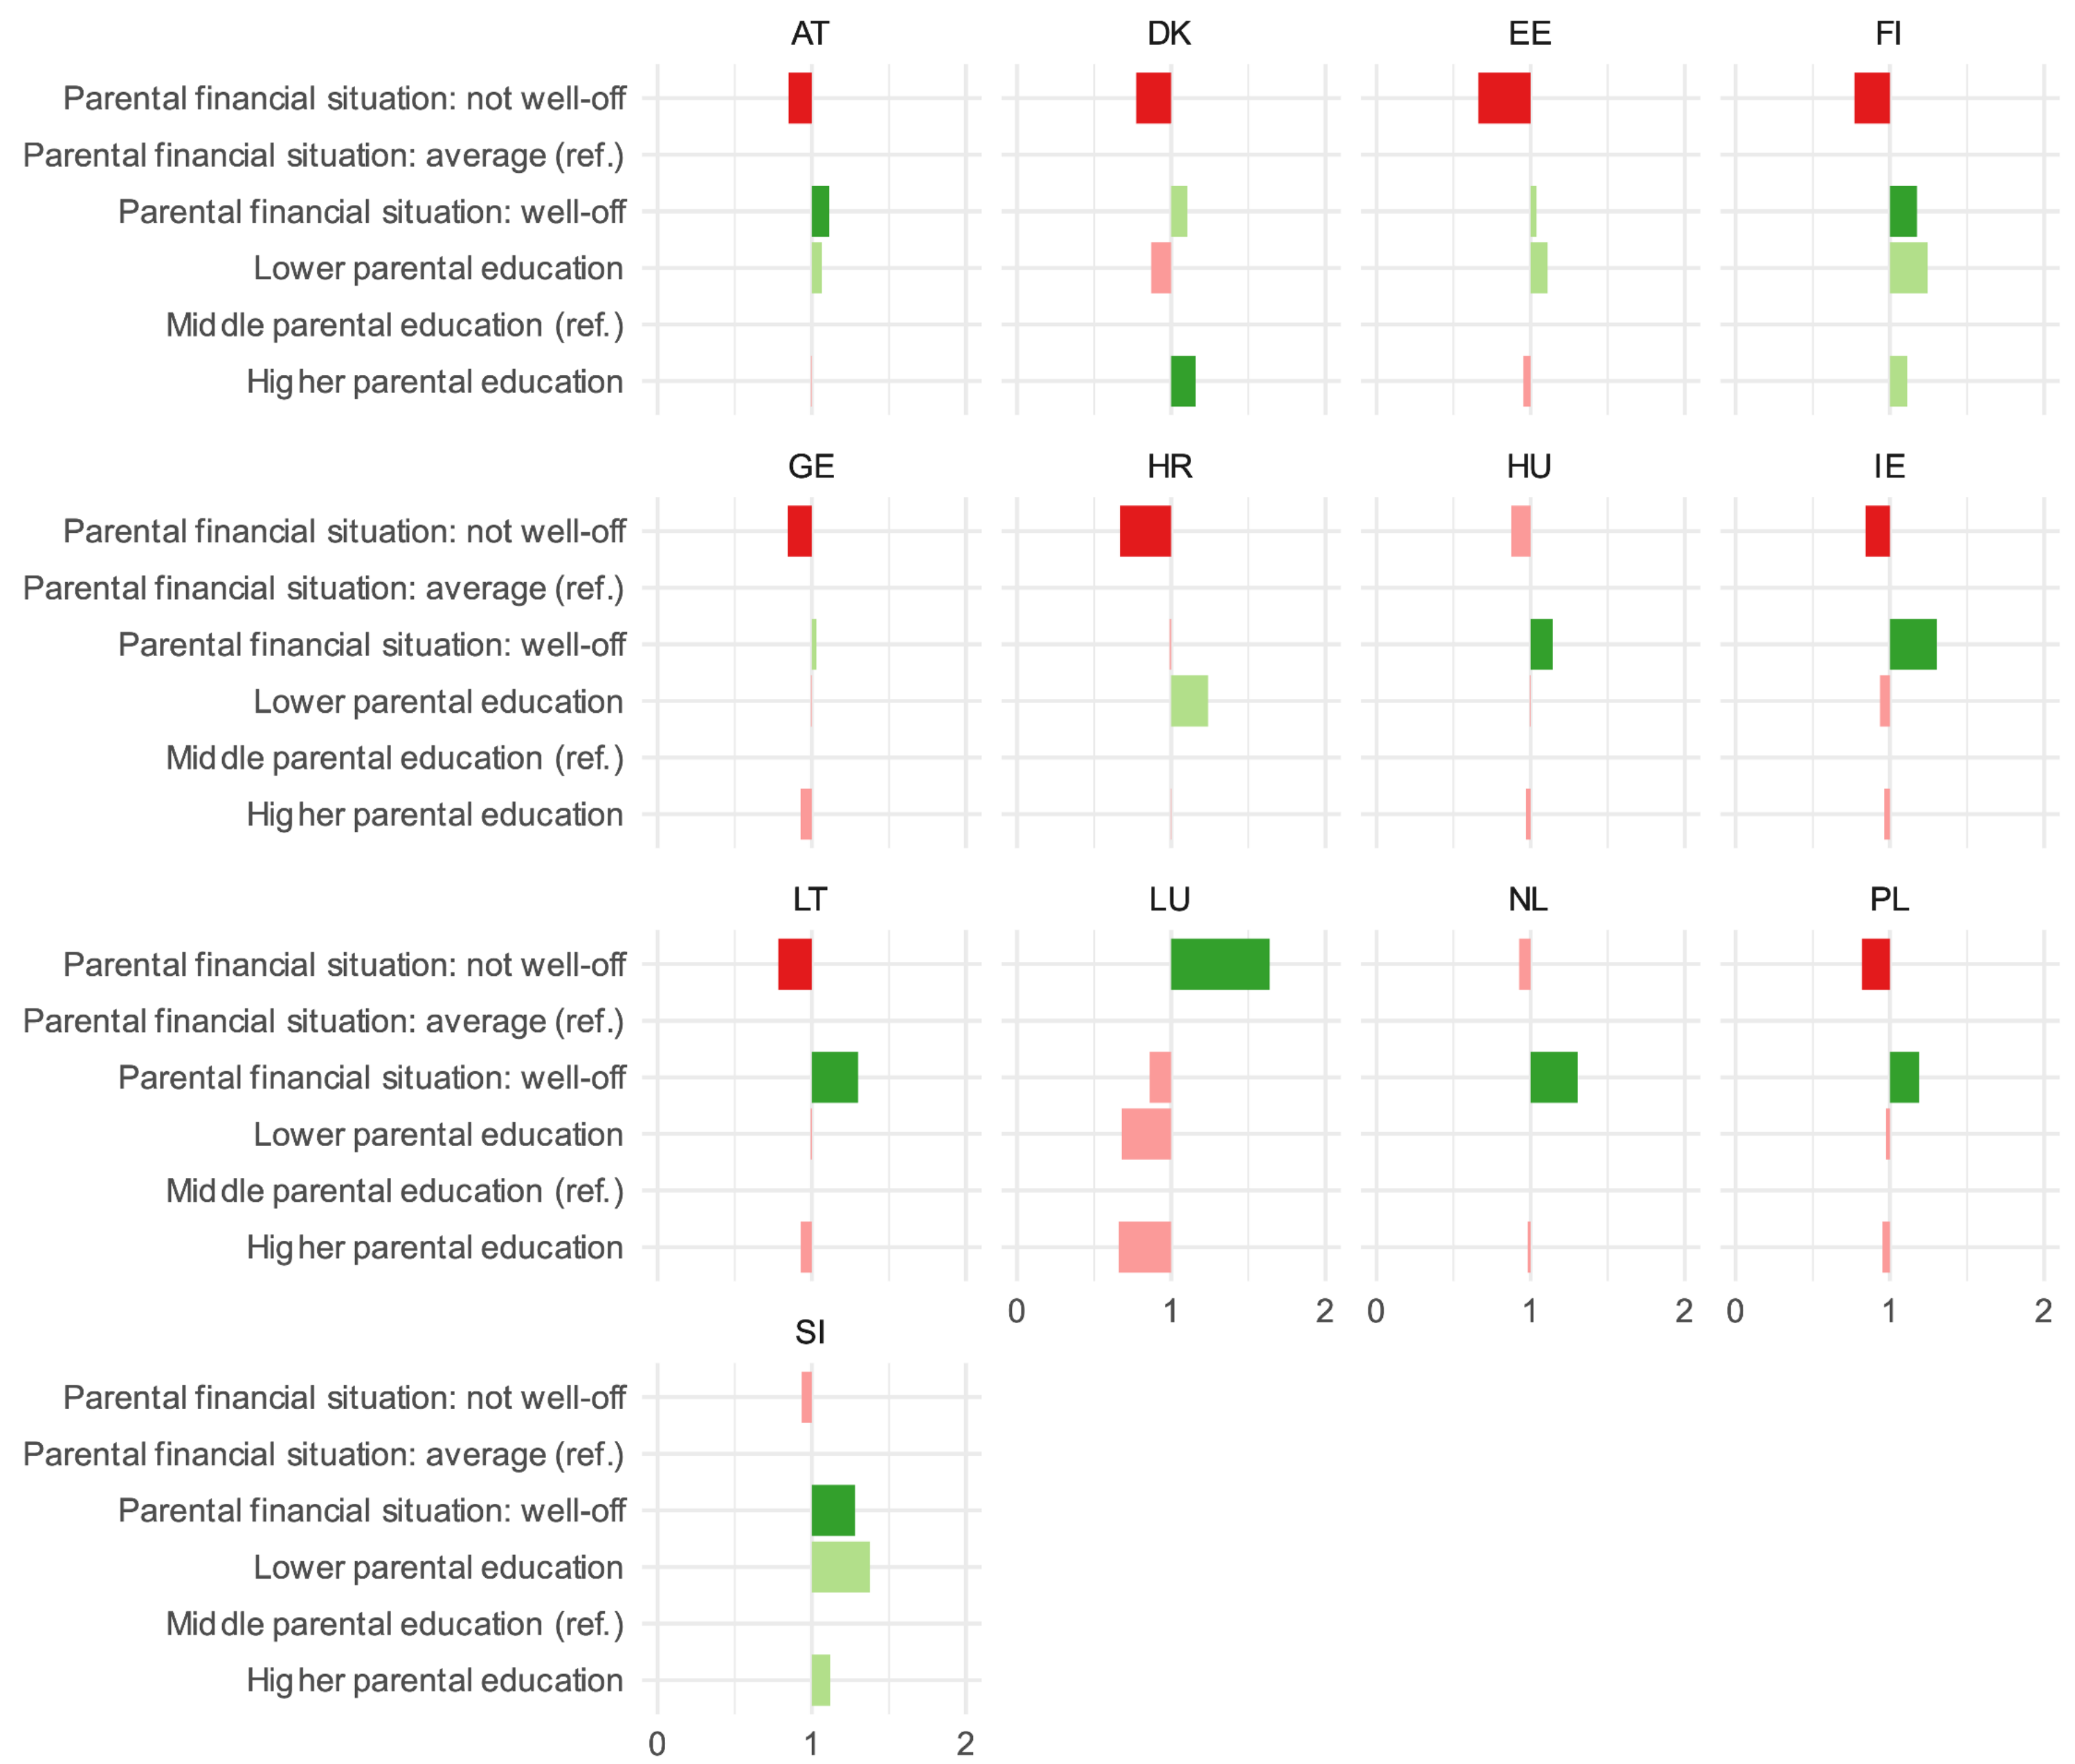 AT DK EE FI
Parental financial situation: not well-off
Parental financial situation: average (ref.)
Parental financial situation: well-off
Lower parental education
Middle parental education (ref.)
Higher parental education
GE HR HU IE
Parental financial situation: not well-off
Parental financial situation: average (ref.)
Parental financial situation: well-off
Lower parental education
Middle parental education (ref.)
Higher parental education
LT LU NL PL
Parental financial situation: not well-off
Parental financial situation: average (ref.)
Parental financial situation: well-off
Lower parental education
Middle parental education (ref.)
Higher parental education
0 1 2 0 1 2 0 1 2
SI
Parental financial situation: not well-off
Parental financial situation: average (ref.)
Parental financial situation: well-off
Lower parental education
Middle parental education (ref.)
Higher parental education
0 1 2